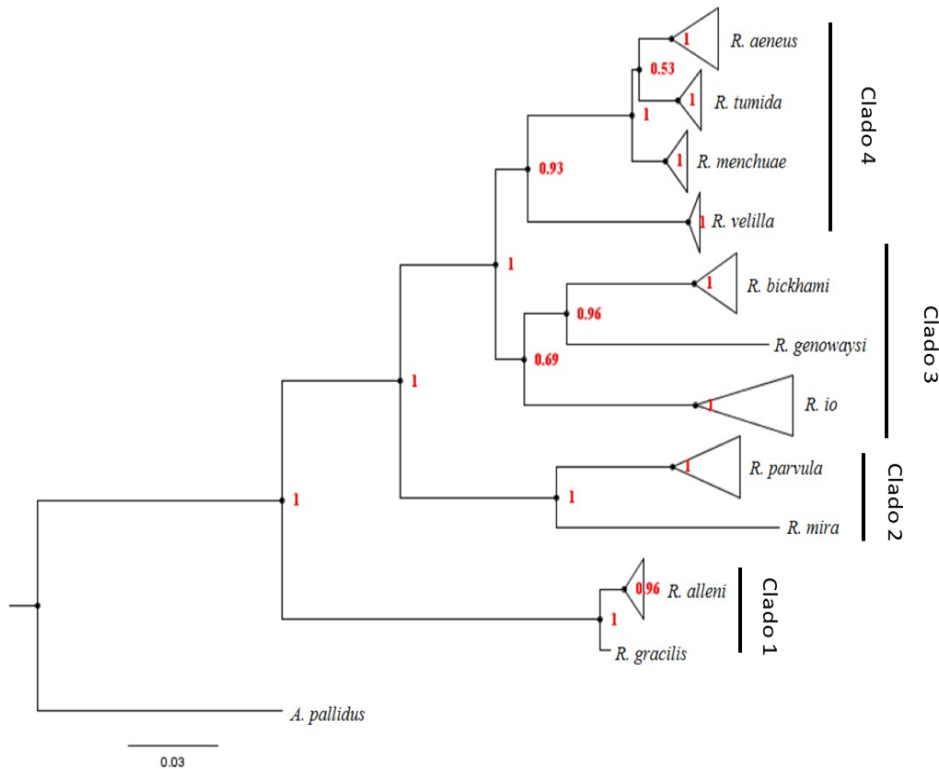 1 R. aeneus
0.53
1 R. tumida
1
1 R. menchuae
0.93
1 R. velilla
Clado 4
1
1 R. bickhami
0.96
R. genowaysi
0.69
1 R. io
Clado 3
1
1 R. parvula
1
R. mira
Clado 2
1
0.96 R. alleni
1
R. gracilis
Clado 1
A. pallidus
0.03